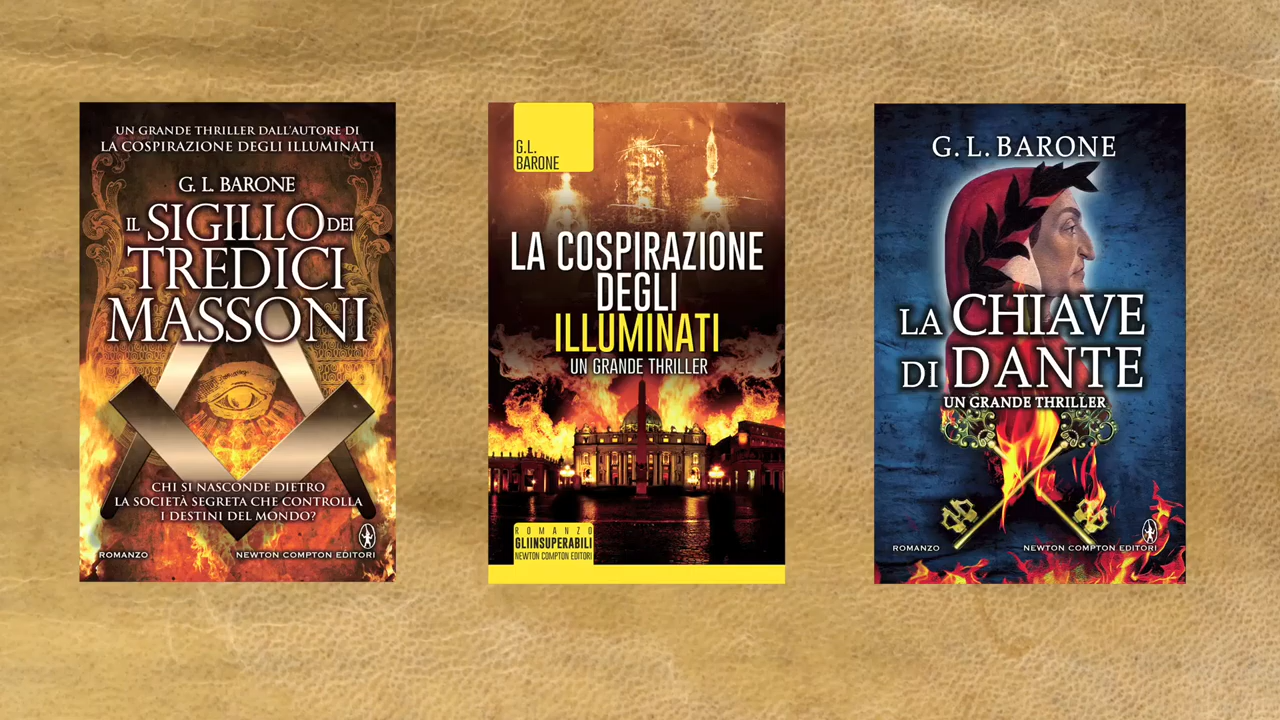 UN GRANDE THRILLER DALL'AUTORE DI
LA COSPIRAZIONE DEGLI ILLUMINATI
G. L. BARONE
IL SIGILLO DEI
TREDICI
MASSONI
CHI SI NASCONDE DIETRO
LA SOCIETÀ SEGRETA CHE CONTROLLA
I DESTINI DEL MONDO?
ROMANZO
NEWTON COMPTON EDITORI
G.L.
BARONE
LA COSPIRAZIONE
DEGLI
ILLUMINATI
UN GRANDE THRILLER
ROMANZO
GLIINSUPERABILI
NEWTON COMPTON EDITORI
G. L. BARONE
LA CHIAVE
DI DANTE
UN GRANDE THRILLER
ROMANZO
NEWTON COMPTON EDITORI